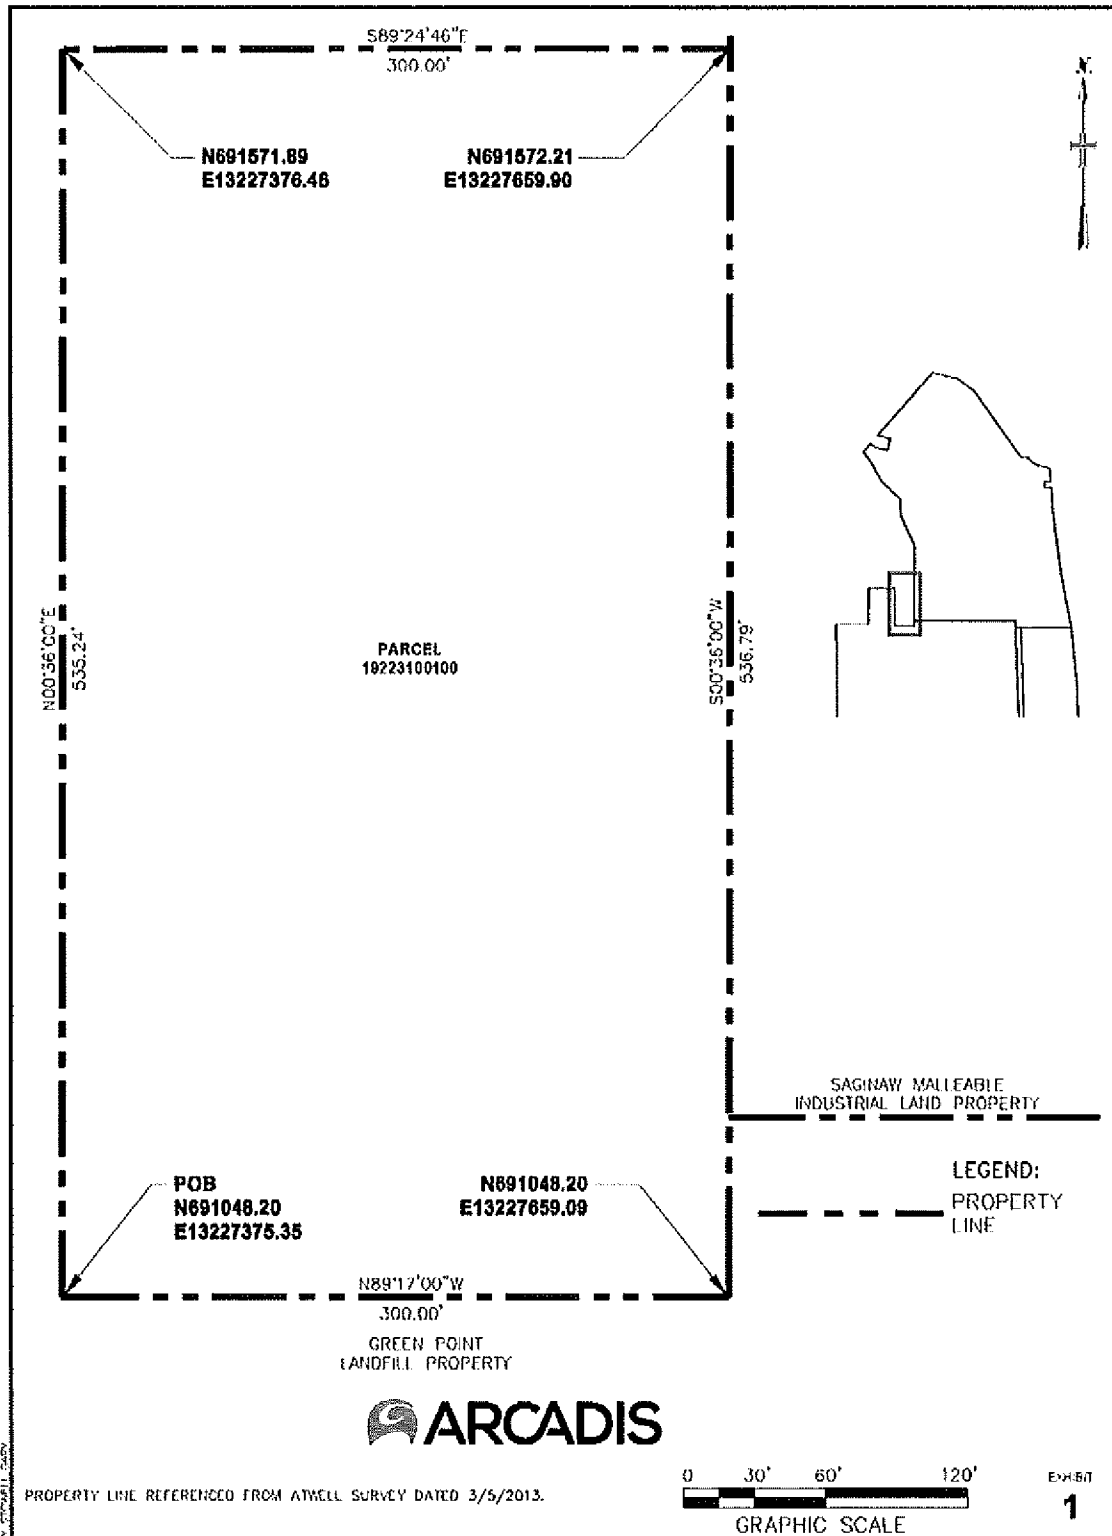 S89°24'46"E
300.00'
N
N691571.89
E13227376.46
N691572.21
E13227659.90
N00°36'00"E
535.24'
PARCEL
19223100100
S00°36'00"W
536.79'
SAGINAW MALLEABLE
INDUSTRIAL LAND PROPERTY
POB
N691048.20
E13227375.35
N691048.20
E13227659.09
LEGEND:
PROPERTY
LINE
N89°17'00"W
300.00'
GREEN POINT
LANDFILL PROPERTY
ARCADIS
PROPERTY LINE REFERENCED FROM ATWELL SURVEY DATED 3/5/2013.
0 30' 60' 120'
GRAPHIC SCALE
EXHIBIT
1